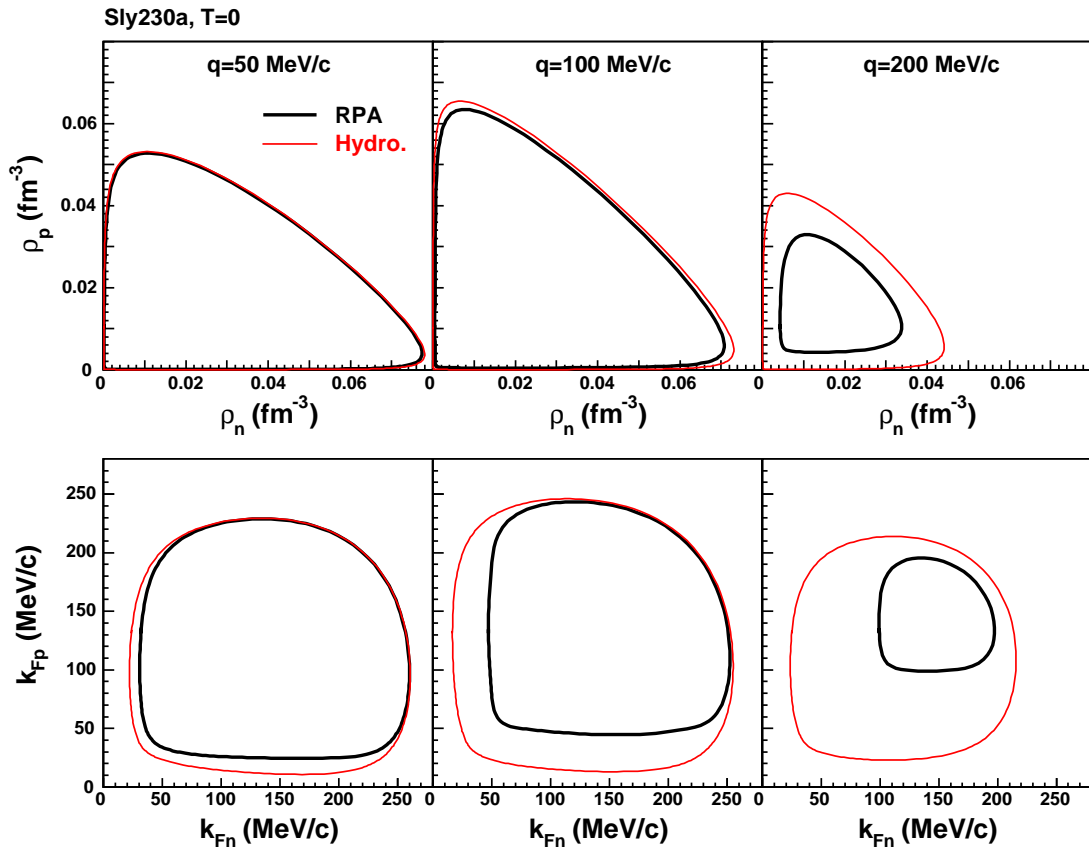 Sly230a, T=0
q=50 MeV/c q=100 MeV/c q=200 MeV/c
RPA
Hydro.
0.06
0.04
0.02
0
ρp (fm-3)
0 0.02 0.04 0.06 0 0.02 0.04 0.06 0 0.02 0.04 0.06
ρn (fm-3) ρn (fm-3) ρn (fm-3)
250
200
150
100
50
0
kFp (MeV/c)
0 50 100 150 200 250 0 50 100 150 200 250 0 50 100 150 200 250
kFn (MeV/c) kFn (MeV/c) kFn (MeV/c)